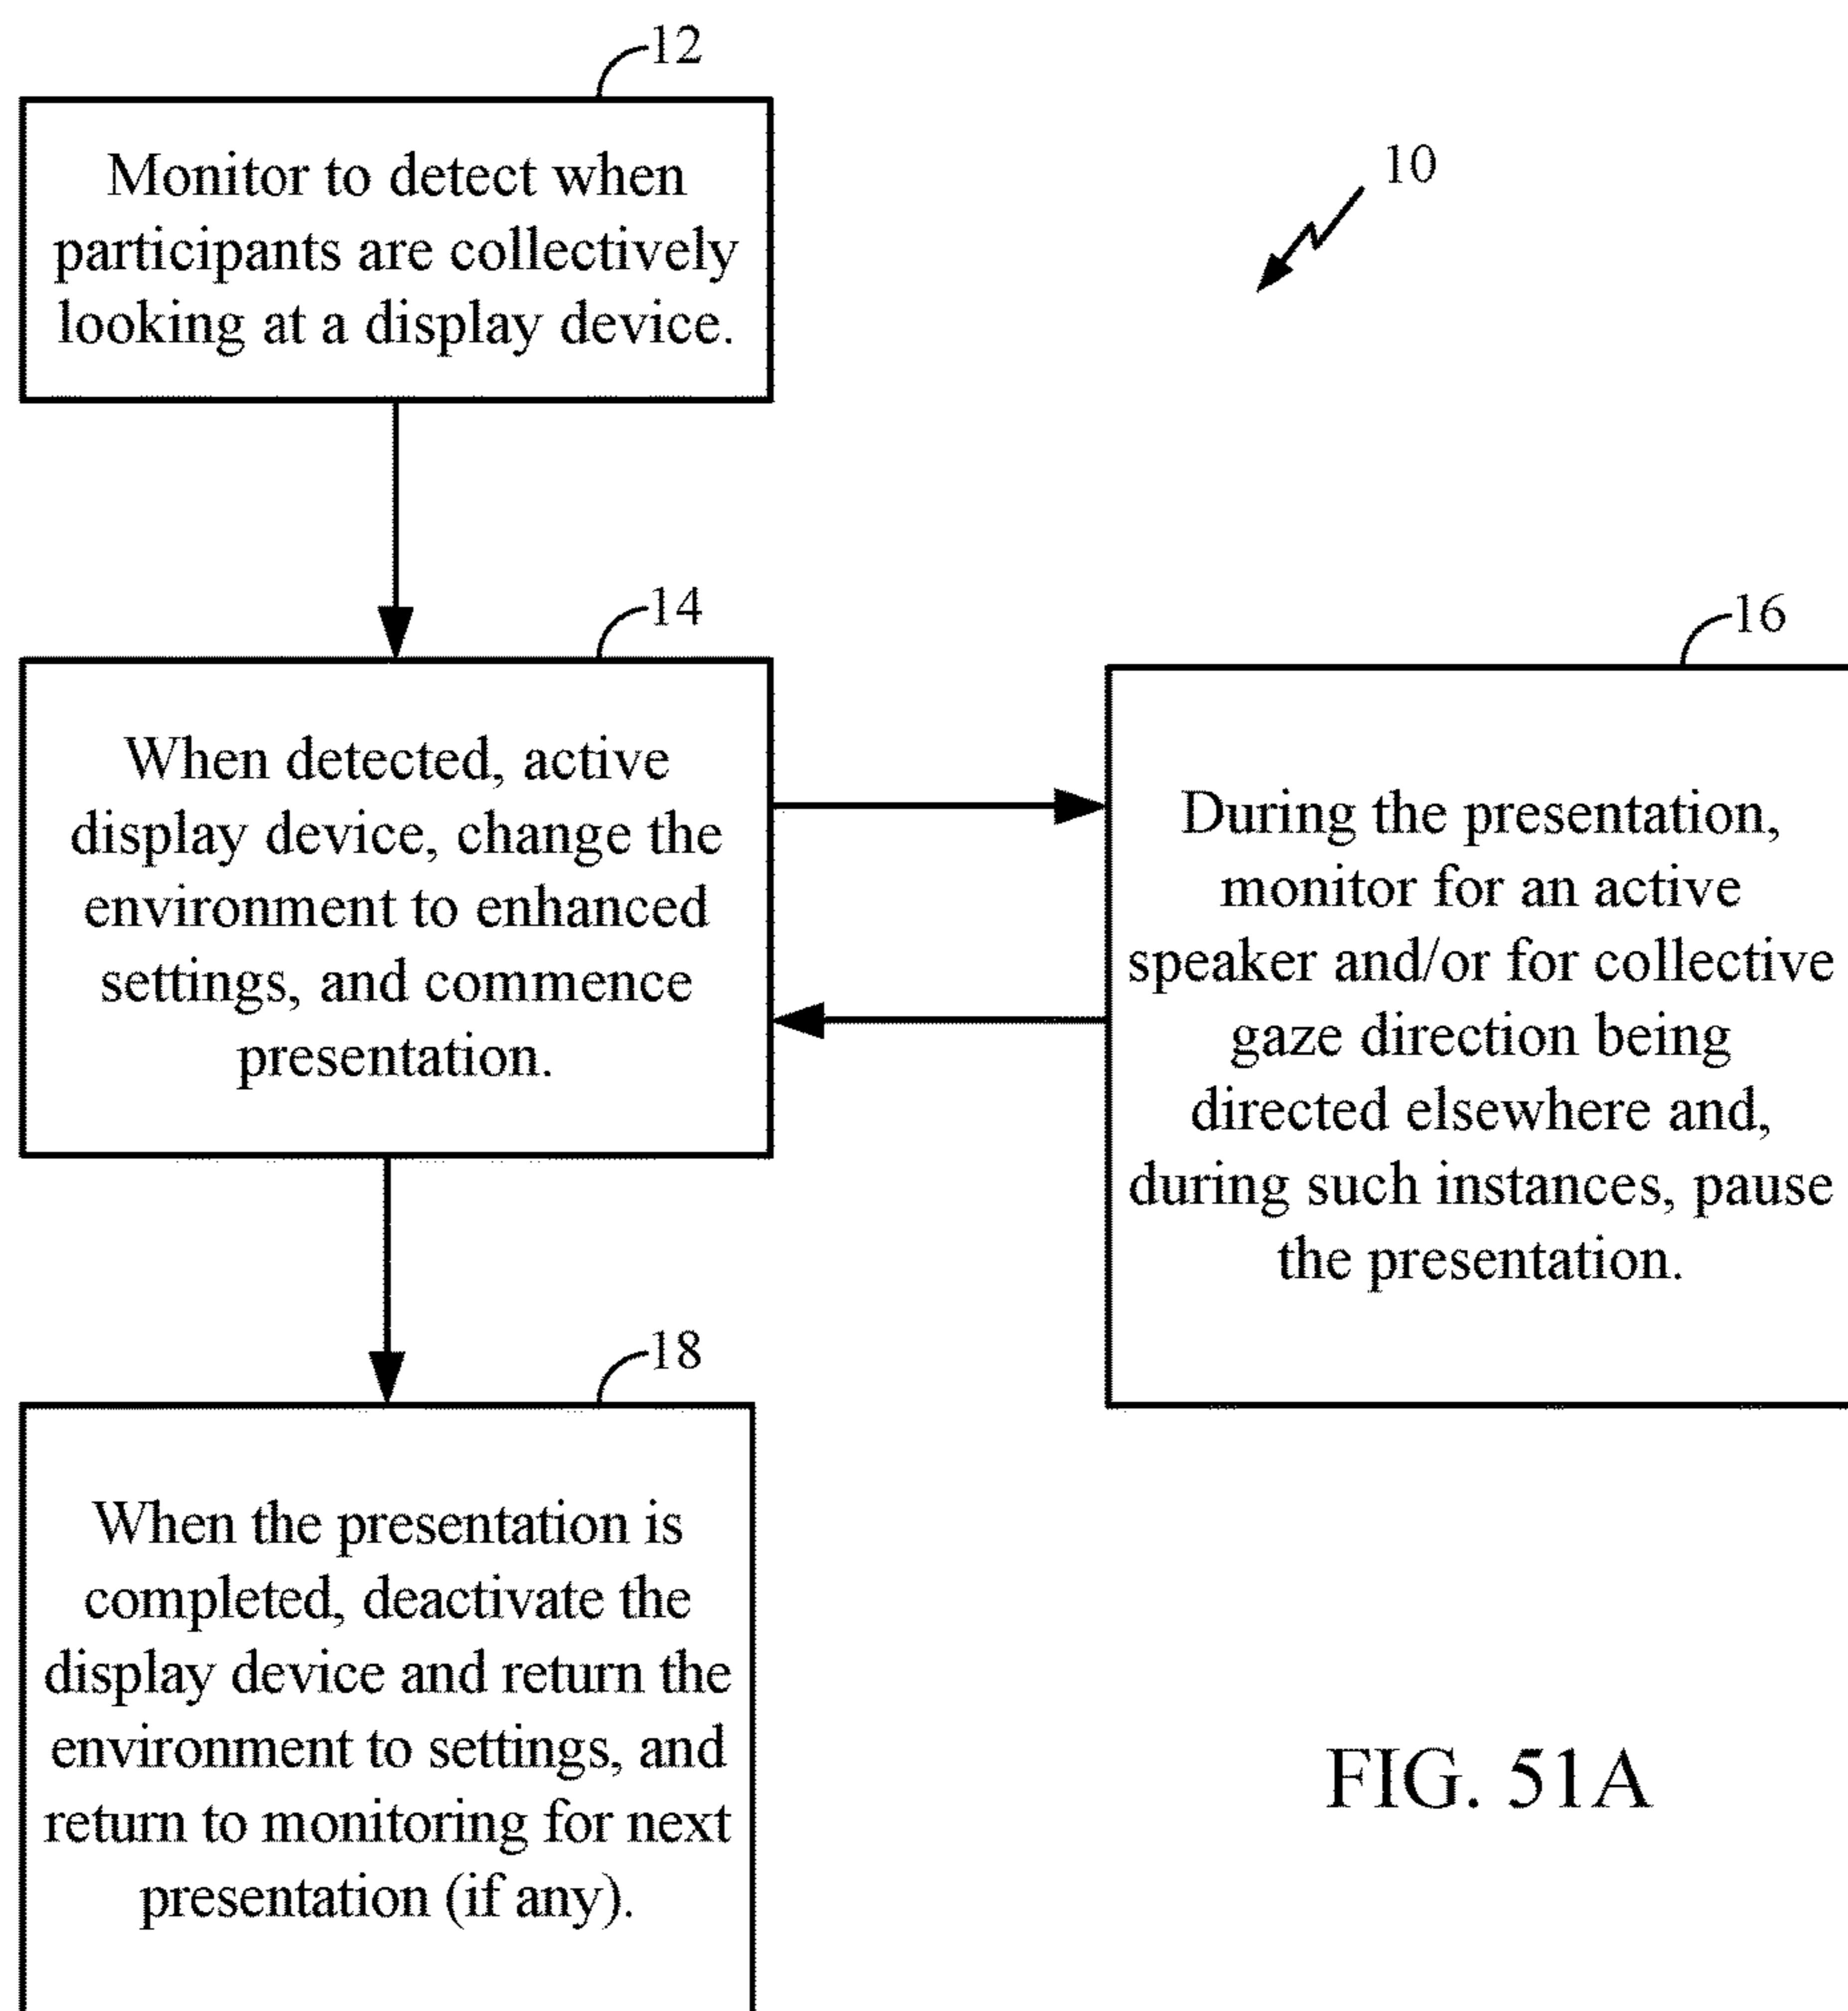 12
Monitor to detect when
participants are collectively
looking at a display device.
10
14
When detected, active
display device, change the
environment to enhanced
settings, and commence
presentation.
16
During the presentation,
monitor for an active
speaker and/or for collective
gaze direction being
directed elsewhere and,
during such instances, pause
the presentation.
18
When the presentation is
completed, deactivate the
display device and return the
environment to settings, and
return to monitoring for next
presentation (if any).
FIG. 51A